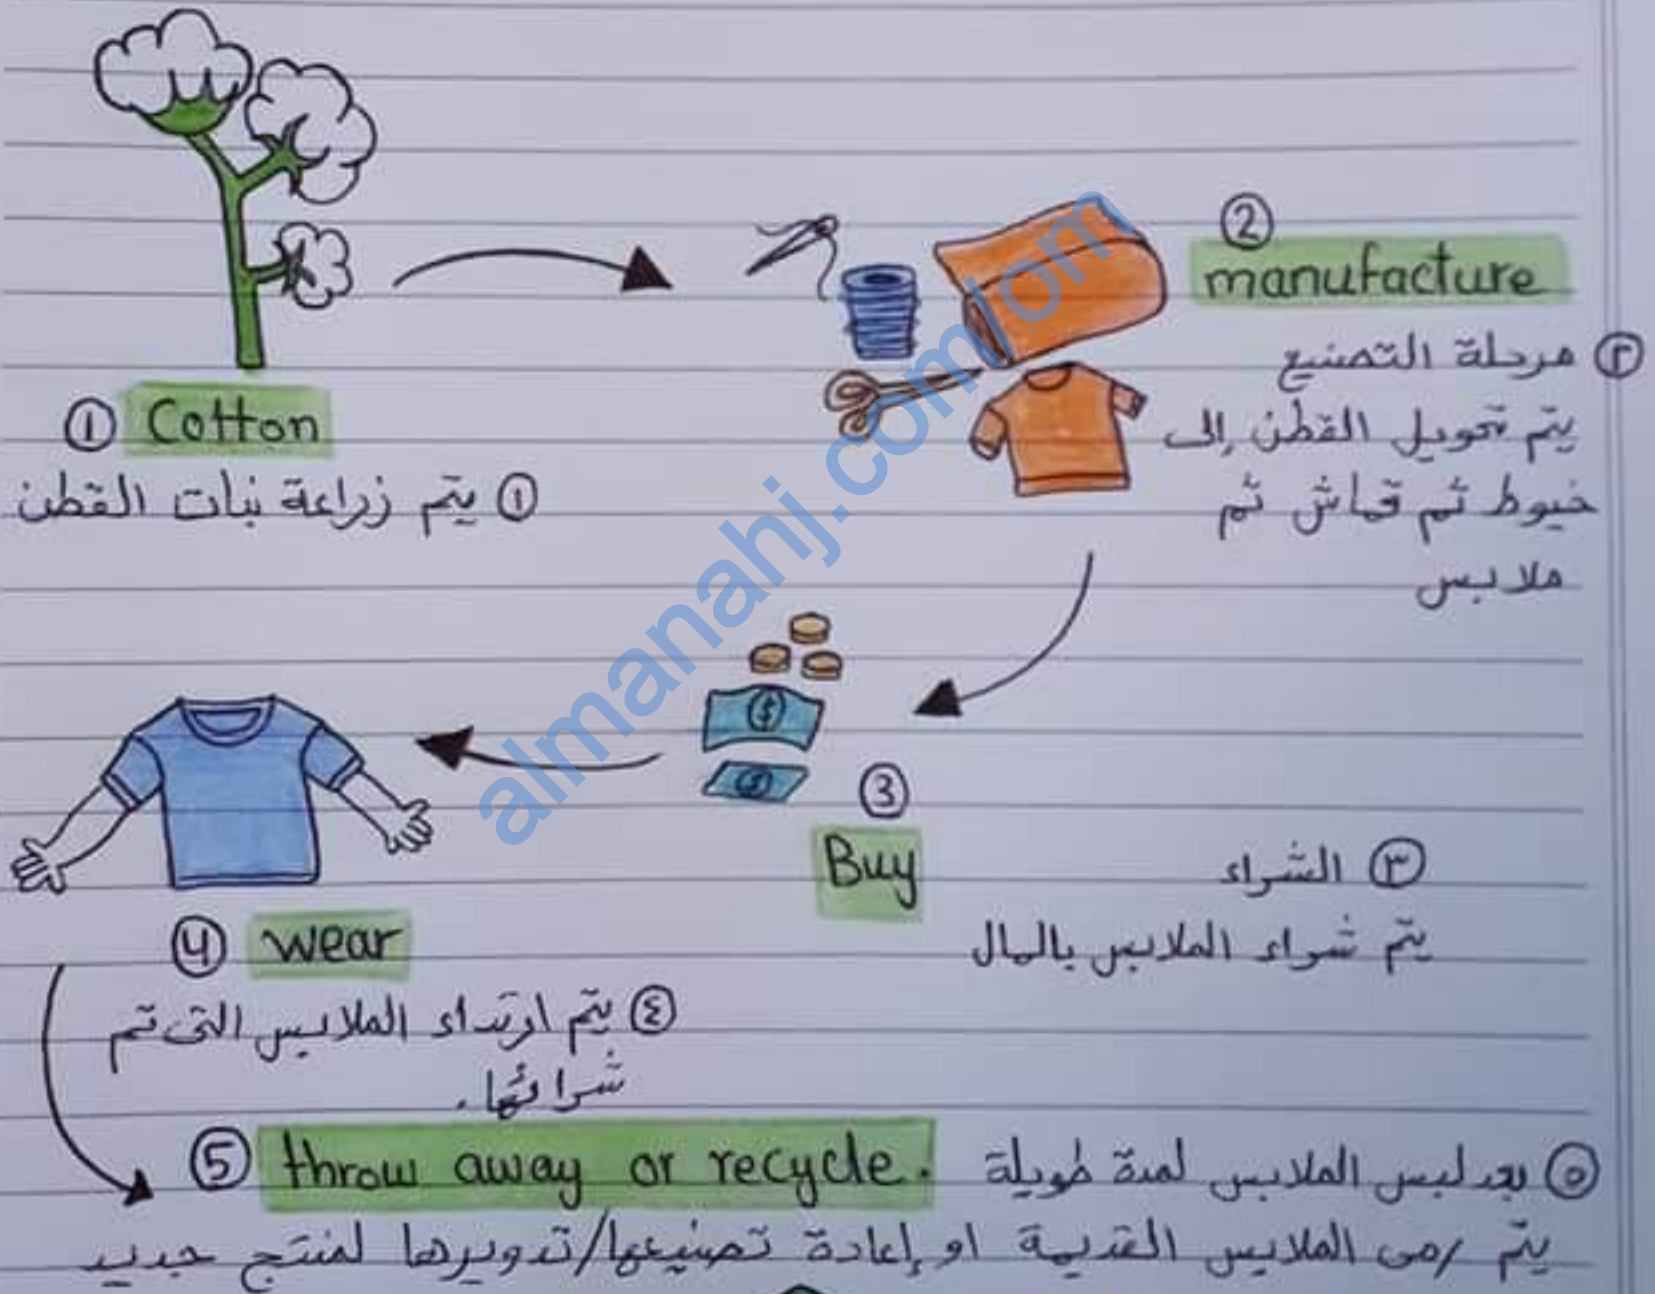 ② manufacture
② مرحلة التصنيع
يتم تحويل القطن إلى
خيوط ثم قماش ثم
ملابس
① Cotton
① يتم زراعة نبات القطن
③
Buy
③ الشراء
يتم شراء الملابس بالمال
④ wear
④ يتم ارتداء الملابس التى تم
شرائها.
⑤ throw away or recycle.
⑤ بعد لبس الملابس لمدة طويلة
يتم رمى الملابس القديمة او إعادة تصنيعها/تدويرها لمنتج جديد
almanahj.com/om